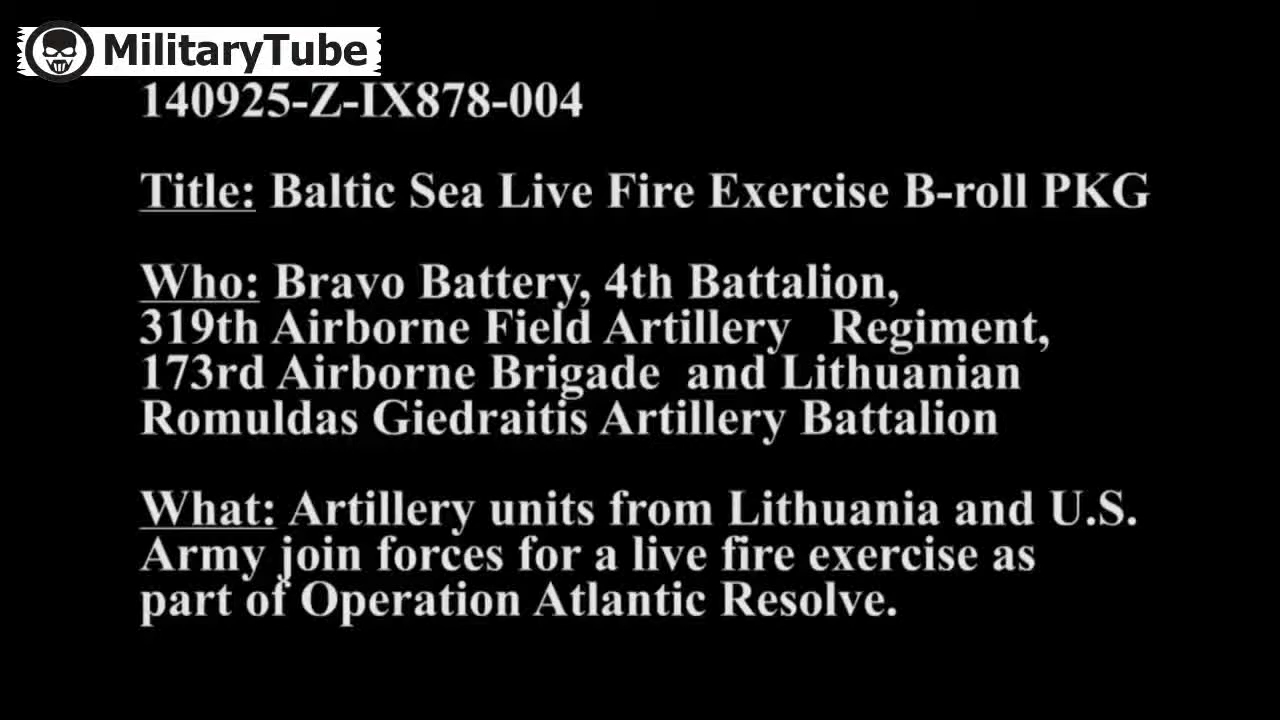 MilitaryTube
140925-Z-IX878-004
Title: Baltic Sea Live Fire Exercise B-roll PKG
Who: Bravo Battery, 4th Battalion,
319th Airborne Field Artillery Regiment,
173rd Airborne Brigade and Lithuanian
Romuldas Giedraitis Artillery Battalion
What: Artillery units from Lithuania and U.S.
Army join forces for a live fire exercise as
part of Operation Atlantic Resolve.